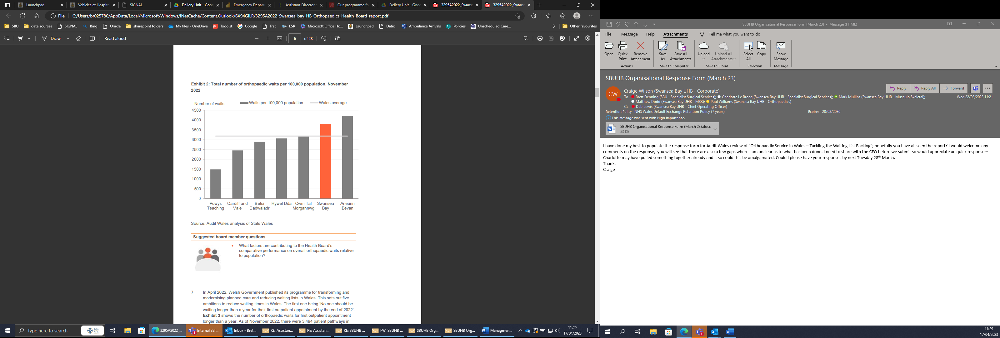 Launchpad
Vehicles at Hospita
SIGNAL
Deliery Unit - Goog
Emergency Depart
Assistant Director
Our programme fo
Deliery Unit - Goog
3295A2022_Swans
3295A2022_Swans
File C:/Users/br025780/AppData/Local/Microsoft/Windows/INetCache/Content.Outlook/6X94GILR/3295A2022_Swansea_bay_HB_Orthopaedics_Health_Board_report.pdf
SBU data sources SIGNAL Bing Oracle sharepoint folders My files - OneDrive Todoist Google Trac ESR Microsoft Office Ho... Launchpad Datix Ambulance Arrivals Policies Unscheduled Care... Other favourites
Draw Read aloud 6 of 28
Exhibit 2: Total number of orthopaedic waits per 100,000 population, November
2022
Number of waits Waits per 100,000 population Wales average
4500
4000
3500
3000
2500
2000
1500
1000
500
0
Powys Teaching
Cardiff and Vale
Betsi Cadwaladr
Hywel Dda
Cwm Taf Morgannwg
Swansea Bay
Aneurin Bevan
Source: Audit Wales analysis of Stats Wales
Suggested board member questions
• What factors are contributing to the Health Board's
comparative performance on overall orthopaedic waits relative
to population?
7 In April 2022, Welsh Government published its programme for transforming and
modernising planned care and reducing waiting lists in Wales. This sets out five
ambitions to reduce waiting times in Wales. The first one being 'No one should be
waiting longer than a year for their first outpatient appointment by the end of 2022'.
Exhibit 3 shows the number of orthopaedic waits for first outpatient appointment
longer than a year. As of November 2022, there were 3,494 patient pathways in
Type here to search
3295A2022_...
Internal Saf...
Inbox - Bret...
RE: Assistan...
RE: Assistan...
RE: SBUHB ...
FW: SBUHB ...
SBUHB Org...
SBUHB Org...
Managmen...
11:29
17/04/2023
SBUHB Organisational Response Form (March 23) - Message (HTML)
File Message Help Attachments Tell me what you want to do
Open
Quick Print
Remove Attachment
Save As
Save All Attachments
Upload
Upload All Attachments
Select All
Copy
Show Message
Actions Save to Computer Save to Cloud Selection Message
SBUHB Organisational Response Form (March 23)
Reply Reply All Forward
CW
Craige Wilson (Swansea Bay UHB - Corporate)
To Brett Denning (SBU - Specialist Surgical Services); Charlotte Le Brocq (Swansea Bay UHB - Specialist Surgical Services); Mark Mullins (Swansea Bay UHB - Musculo Skeletal);
Wed 22/03/2023 11:21
Matthew Dodd (Swansea Bay UHB - MSK); Paul Williams (Swansea Bay UHB - Orthopaedics)
Cc Deb Lewis (Swansea Bay UHB - Chief Operating Officer)
Retention Policy NHS Wales Default Exchange Retention Policy (7 years) Expires 20/03/2030
This message was sent with High importance.
SBUHB Organisational Response Form (March 23).docx
83 KB
I have done my best to populate the response form for Audit Wales review of "Orthopaedic Service in Wales – Tackling the Waiting List Backlog"; hopefully you have all seen the report? I would welcome any
comments on the response, you will see that there are also a few gaps where I am unclear as to what has been done. I need to share with the CEO before we submit so would appreciate an quick response –
Charlotte may have pulled something together already and if so could this be amalgamated. Could I please have your responses by next Tuesday 28th March.
Thanks
Craige
11:29
17/04/2023